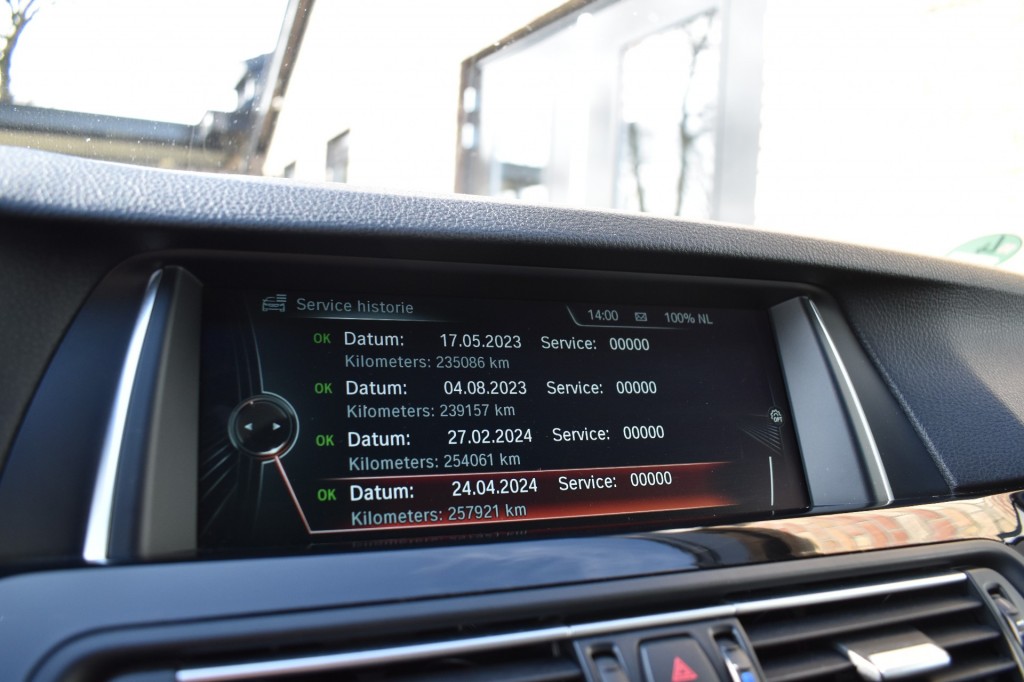 Service historie
14:00 100% NL
OK Datum: 17.05.2023 Service: 00000
Kilometers: 235086 km
OK Datum: 04.08.2023 Service: 00000
Kilometers: 239157 km
OK Datum: 27.02.2024 Service: 00000
Kilometers: 254061 km
OK Datum: 24.04.2024 Service: 00000
Kilometers: 257921 km
OPT